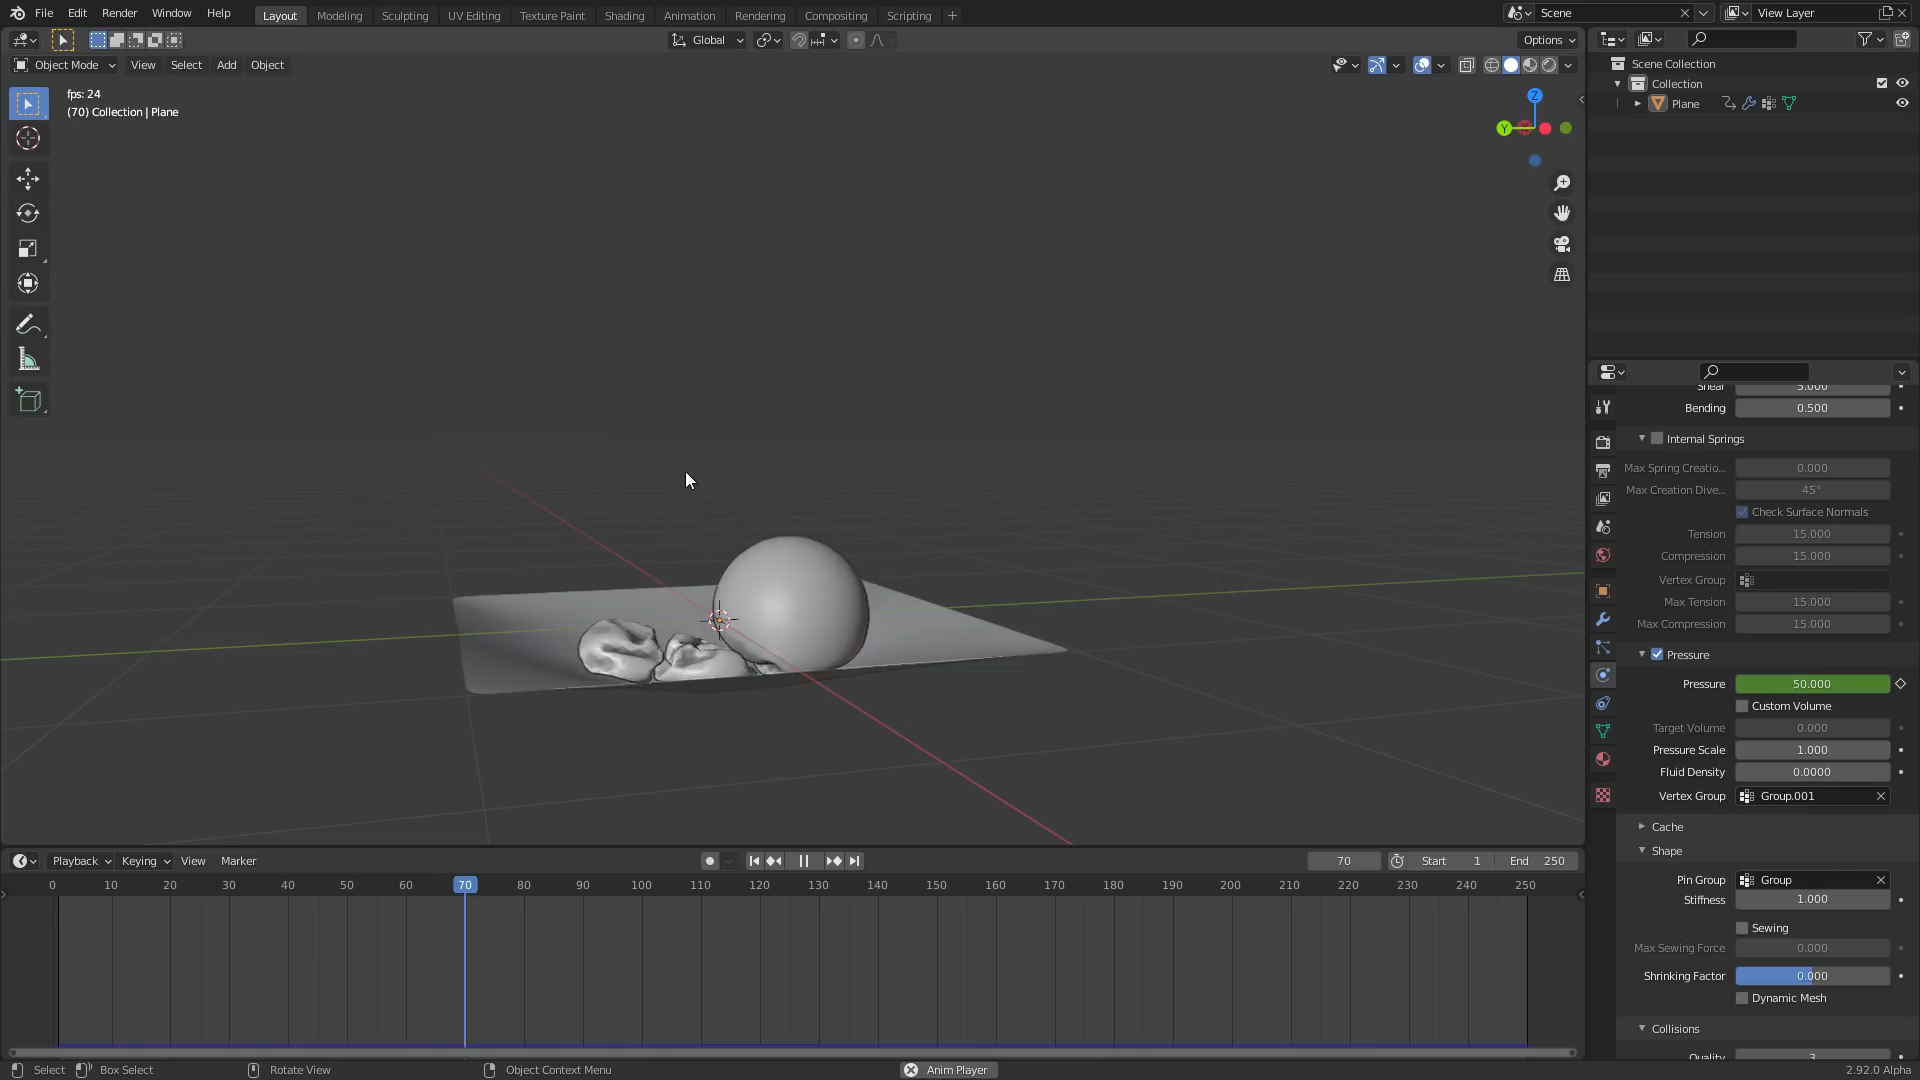 File Edit Render Window Help Layout Modeling Sculpting UV Editing Texture Paint Shading Animation Rendering Compositing Scripting + Scene View Layer
Global Options
Object Mode View Select Add Object
fps: 24
(70) Collection | Plane
Z
Y
Scene Collection
Collection
Plane
Shear 5.000
Bending 0.500
Internal Springs
Max Spring Creatio... 0.000
Max Creation Dive... 45°
Check Surface Normals
Tension 15.000
Compression 15.000
Vertex Group
Max Tension 15.000
Max Compression 15.000
Pressure
Pressure 50.000
Custom Volume
Target Volume 0.000
Pressure Scale 1.000
Fluid Density 0.0000
Vertex Group Group.001
Cache
Shape
Pin Group Group
Stiffness 1.000
Sewing
Max Sewing Force 0.000
Shrinking Factor 0.000
Dynamic Mesh
Collisions
Quality 3
Playback Keying View Marker 70 Start 1 End 250
0 10 20 30 40 50 60 70 80 90 100 110 120 130 140 150 160 170 180 190 200 210 220 230 240 250
Select Box Select Rotate View Object Context Menu Anim Player 2.92.0 Alpha